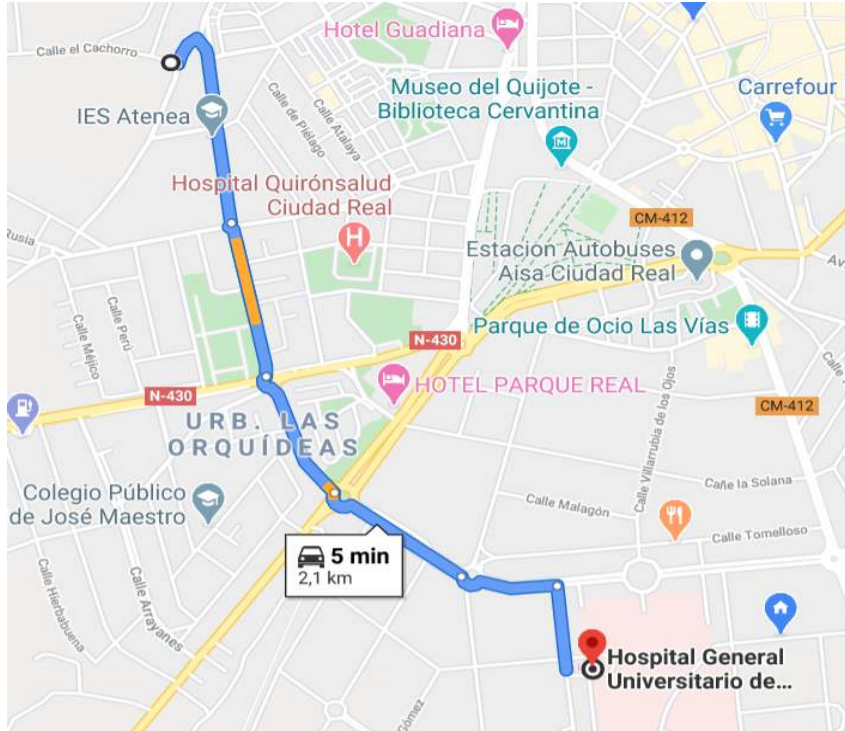 Hotel Guadiana
Calle el Cachorro
Museo del Quijote -
Biblioteca Cervantina
Carrefour
IES Atenea
Calle de Piélago
Calle Atalaya
Hospital Quirónsalud
Ciudad Real
CM-412
Rusia
Estación Autobuses
Aisa Ciudad Real
Av
Calle Méjico
Calle Perú
N-430
Parque de Ocio Las Vías
HOTEL PARQUE REAL
N-430
CM-412
URB. LAS
ORQUÍDEAS
Calle Villarrubia de los Ojos
Calle T
Colegio Público
de José Maestro
Calle la Solana
Calle Malagón
Calle Tomelloso
5 min
2,1 km
Calle Hierbabuena
Calle Arrayanes
Hospital General
Universitario de...
Gómez